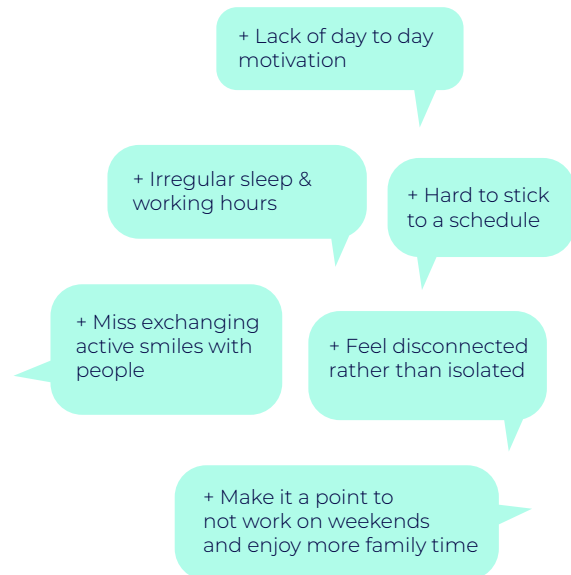 + Lack of day to day
motivation
+ Irregular sleep &
working hours
+ Hard to stick
to a schedule
+ Miss exchanging
active smiles with
people
+ Feel disconnected
rather than isolated
+ Make it a point to
not work on weekends
and enjoy more family time